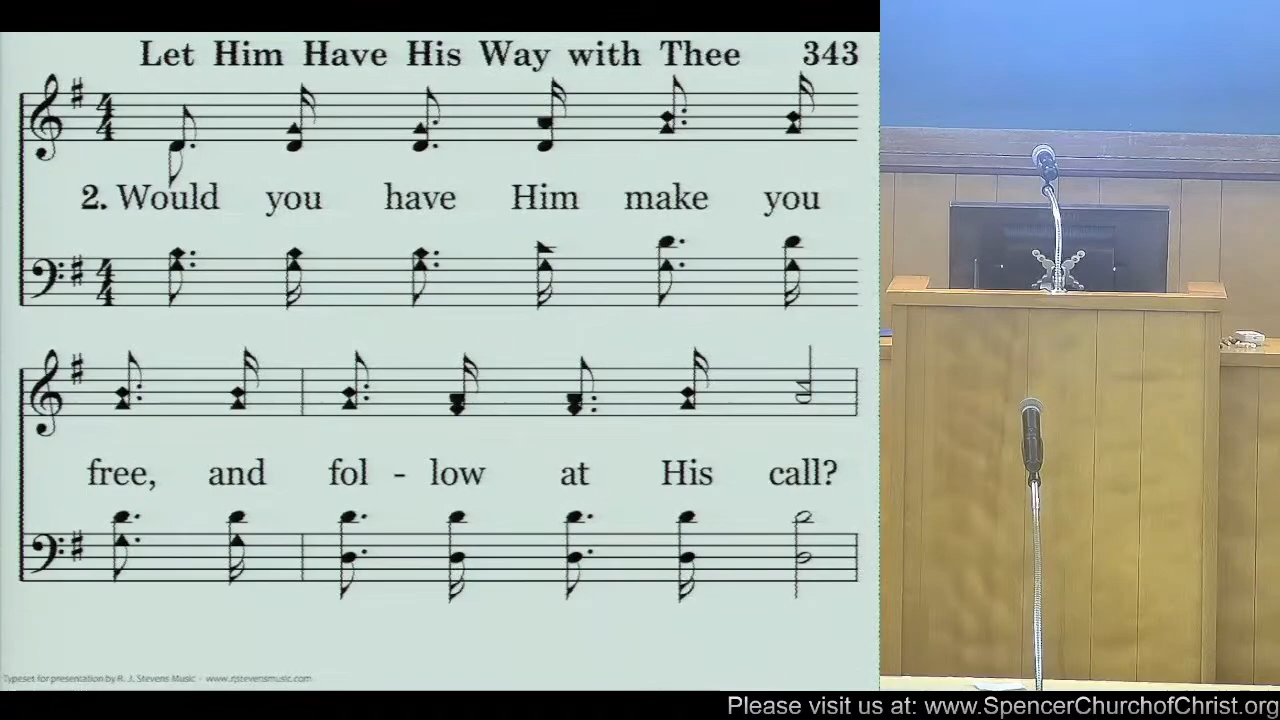 Let Him Have His Way with Thee 343
2. Would you have Him make you
free, and fol - low at His call?
Typeset for presentation by R. J. Stevens Music - www.rjstevensmusic.com
Please visit us at: www.SpencerChurchofChrist.org